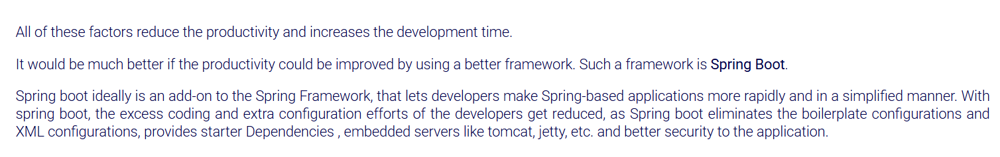 All of these factors reduce the productivity and increases the development time.
It would be much better if the productivity could be improved by using a better framework. Such a framework is Spring Boot.
Spring boot ideally is an add-on to the Spring Framework, that lets developers make Spring-based applications more rapidly and in a simplified manner. With
spring boot, the excess coding and extra configuration efforts of the developers get reduced, as Spring boot eliminates the boilerplate configurations and
XML configurations, provides starter Dependencies , embedded servers like tomcat, jetty, etc. and better security to the application.